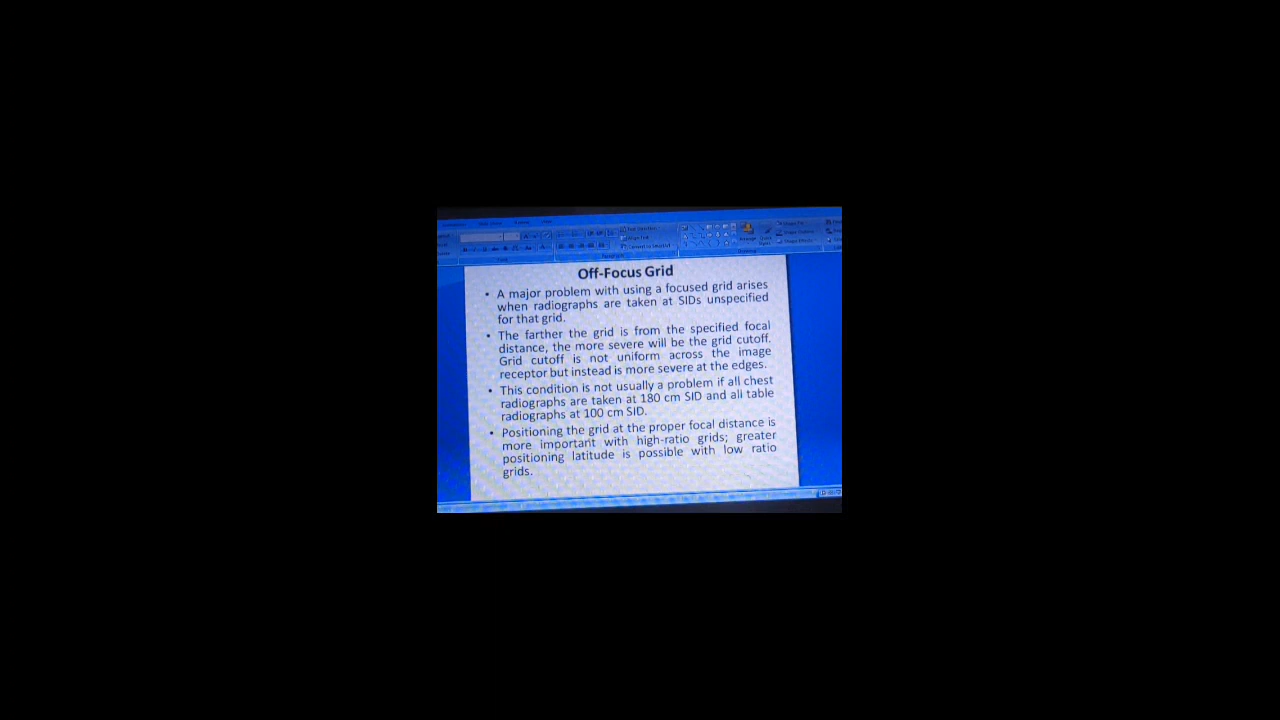 Off-Focus Grid
• A major problem with using a focused grid arises
when radiographs are taken at SIDs unspecified
for that grid.
• The farther the grid is from the specified focal
distance, the more severe will be the grid cutoff.
Grid cutoff is not uniform across the image
receptor but instead is more severe at the edges.
• This condition is not usually a problem if all chest
radiographs are taken at 180 cm SID and all table
radiographs at 100 cm SID.
• Positioning the grid at the proper focal distance is
more important with high-ratio grids; greater
positioning latitude is possible with low ratio
grids.